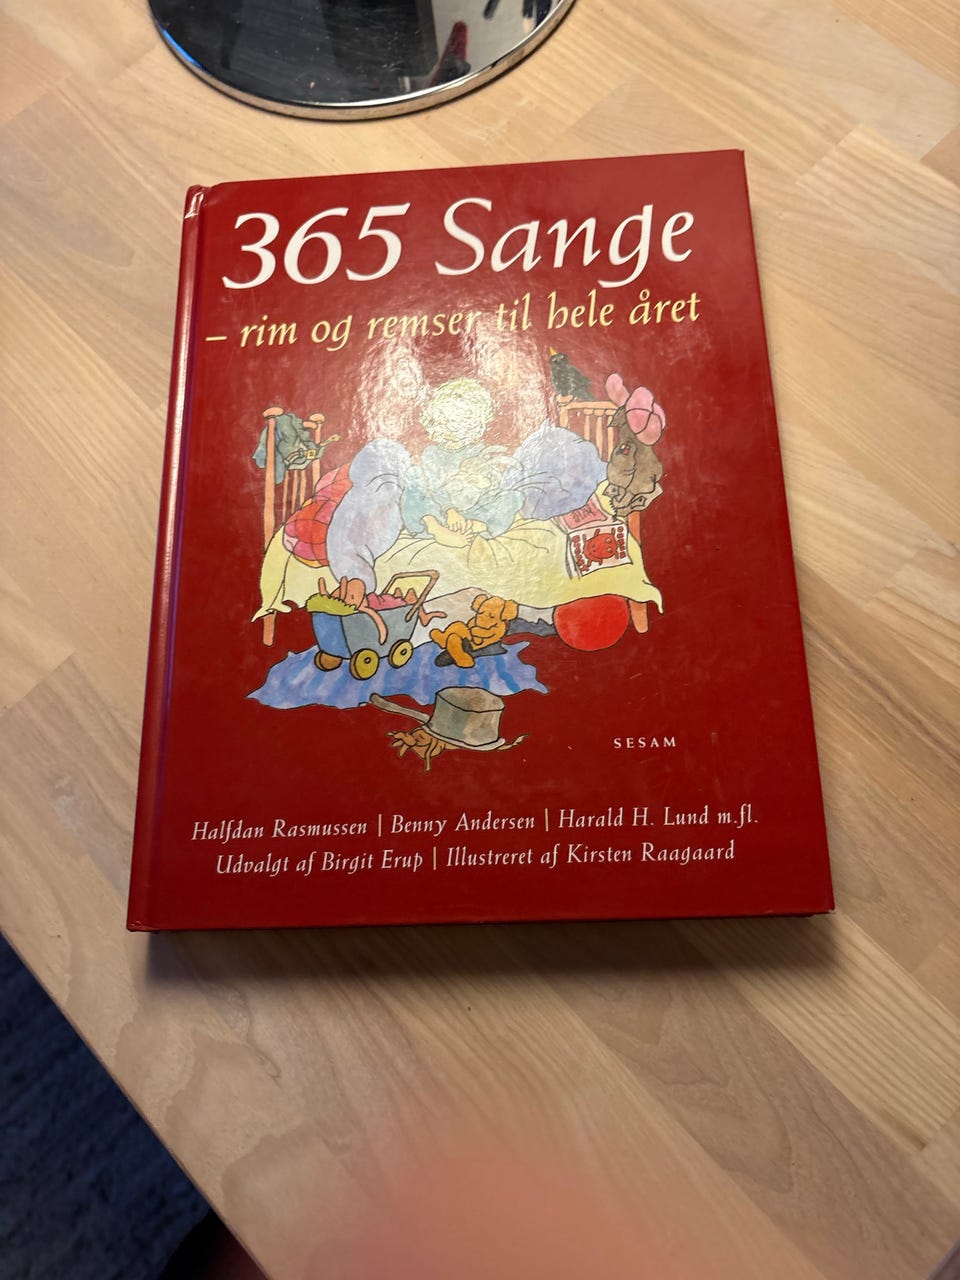 365 Sange
– rim og remser til hele året
SESAM
Halfdan Rasmussen | Benny Andersen | Harald H. Lund m.fl.
Udvalgt af Birgit Erup | Illustreret af Kirsten Raagaard